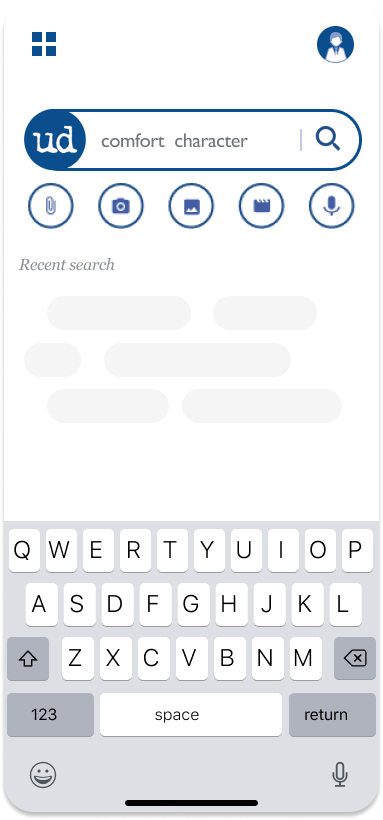 ud comfort character
Recent search
Q W E R T Y U I O P
A S D F G H J K L
Z X C V B N M
123 space return